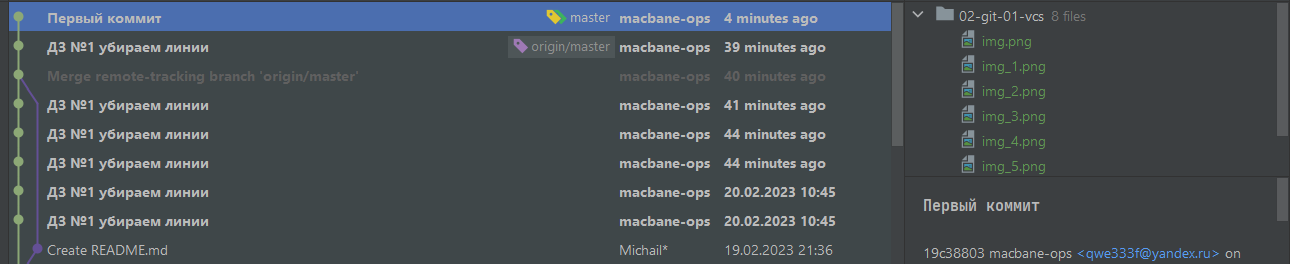 Первый коммит master macbane-ops 4 minutes ago
ДЗ №1 убираем линии origin/master macbane-ops 39 minutes ago
Merge remote-tracking branch 'origin/master' macbane-ops 40 minutes ago
ДЗ №1 убираем линии macbane-ops 41 minutes ago
ДЗ №1 убираем линии macbane-ops 44 minutes ago
ДЗ №1 убираем линии macbane-ops 44 minutes ago
ДЗ №1 убираем линии macbane-ops 20.02.2023 10:45
ДЗ №1 убираем линии macbane-ops 20.02.2023 10:45
Create README.md Michail* 19.02.2023 21:36
02-git-01-vcs 8 files
img.png
img_1.png
img_2.png
img_3.png
img_4.png
img_5.png
Первый коммит
19c38803 macbane-ops <qwe333f@yandex.ru> on